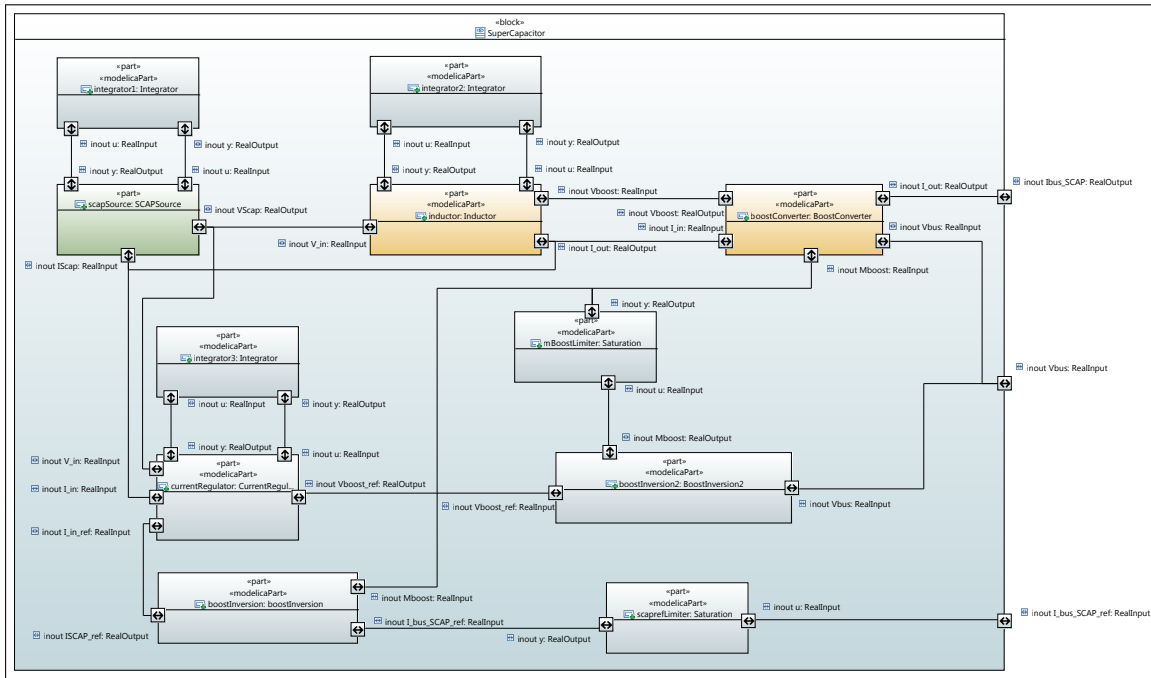 «block»
SuperCapacitor
«part»
«modelicaPart»
integrator1: Integrator
«part»
«modelicaPart»
integrator2: Integrator
inout u: RealInput
inout y: RealOutput
inout u: RealInput
inout y: RealOutput
inout y: RealOutput
inout u: RealInput
inout y: RealOutput
inout u: RealInput
«part»
scapSource: SCAPSource
inout VScap: RealOutput
«part»
«modelicaPart»
inductor: Inductor
inout Vboost: RealInput
inout Vboost: RealOutput
inout I_in: RealInput
«part»
«modelicaPart»
boostConverter: BoostConverter
inout I_out: RealOutput
inout Ibus_SCAP: RealOutput
inout Vbus: RealInput
inout V_in: RealInput
inout I_out: RealOutput
inout IScap: RealInput
inout Mboost: RealInput
inout y: RealOutput
«part»
«modelicaPart»
mBoostLimiter: Saturation
«part»
«modelicaPart»
integrator3: Integrator
inout Vbus: RealInput
inout u: RealInput
inout u: RealInput
inout y: RealOutput
inout Mboost: RealOutput
inout y: RealOutput
inout u: RealInput
inout V_in: RealInput
«part»
«modelicaPart»
currentRegulator: CurrentRegul...
inout I_in: RealInput
inout Vboost_ref: RealOutput
«part»
«modelicaPart»
boostInversion2: BoostInversion2
inout Vboost_ref: RealInput
inout Vbus: RealInput
inout I_in_ref: RealInput
«part»
«modelicaPart»
boostInversion: boostInversion
inout Mboost: RealInput
inout ISCAP_ref: RealOutput
inout I_bus_SCAP_ref: RealInput
inout y: RealOutput
«part»
«modelicaPart»
scaprefLimiter: Saturation
inout u: RealInput
inout I_bus_SCAP_ref: RealInput